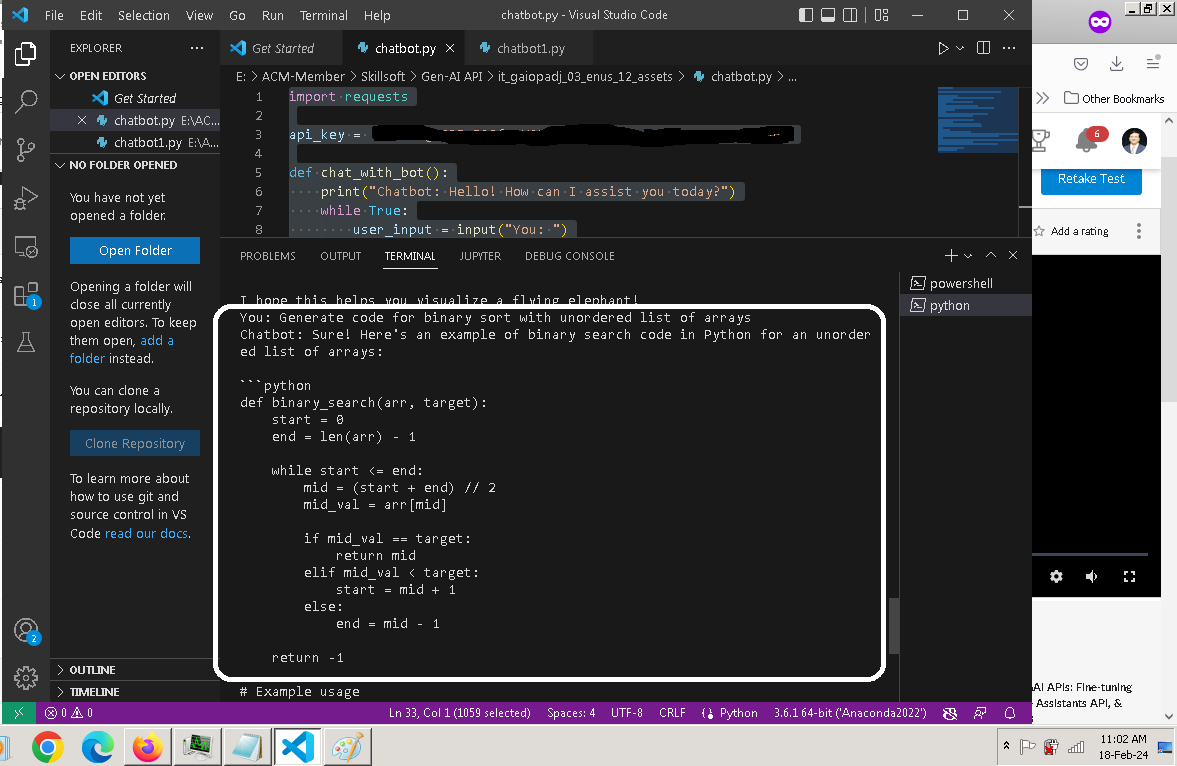 File Edit Selection View Go Run Terminal Help chatbot.py - Visual Studio Code
EXPLORER
OPEN EDITORS
Get Started
chatbot.py E:\AC...
chatbot1.py E:\A...
NO FOLDER OPENED
You have not yet
opened a folder.
Open Folder
Opening a folder will
close all currently
open editors. To keep
them open, add a
folder instead.
You can clone a
repository locally.
Clone Repository
To learn more about
how to use git and
source control in VS
Code read our docs.
OUTLINE
TIMELINE
Get Started chatbot.py chatbot1.py
E: > ACM-Member > Skillsoft > Gen-AI API > it_gaiopadj_03_enus_12_assets > chatbot.py > ...
1 import requests
2
api_key =
4
5 def chat_with_bot():
6 print("Chatbot: Hello! How can I assist you today?")
7 while True:
8 user_input = input("You: ")
PROBLEMS OUTPUT TERMINAL JUPYTER DEBUG CONSOLE
powershell
python
I hope this helps you visualize a flying elephant!
You: Generate code for binary sort with unordered list of arrays
Chatbot: Sure! Here's an example of binary search code in Python for an unorder
ed list of arrays:
```python
def binary_search(arr, target):
    start = 0
    end = len(arr) - 1
    while start <= end:
        mid = (start + end) // 2
        mid_val = arr[mid]
        if mid_val == target:
            return mid
        elif mid_val < target:
            start = mid + 1
        else:
            end = mid - 1
    return -1
# Example usage
0 0 Ln 33, Col 1 (1059 selected) Spaces: 4 UTF-8 CRLF Python 3.6.1 64-bit ('Anaconda2022')
1
2
Other Bookmarks
6
Retake Test
Add a rating
AI APIs: Fine-tuning
Assistants API, &
11:02 AM
18-Feb-24